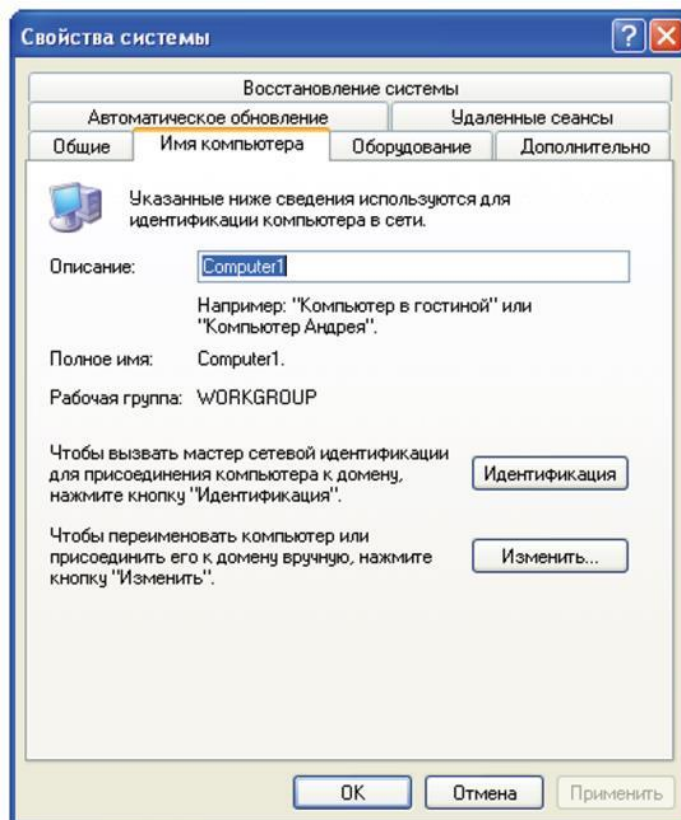 Свойства системы
Восстановление системы
Автоматическое обновление
Удаленные сеансы
Общие
Имя компьютера
Оборудование
Дополнительно
Указанные ниже сведения используются для
идентификации компьютера в сети.
Описание:
Computer1
Например: "Компьютер в гостиной" или
"Компьютер Андрея".
Полное имя:
Computer1.
Рабочая группа:
WORKGROUP
Чтобы вызвать мастер сетевой идентификации
для присоединения компьютера к домену,
нажмите кнопку "Идентификация".
Идентификация
Чтобы переименовать компьютер или
присоединить его к домену вручную, нажмите
кнопку "Изменить".
Изменить...
OK
Отмена
Применить